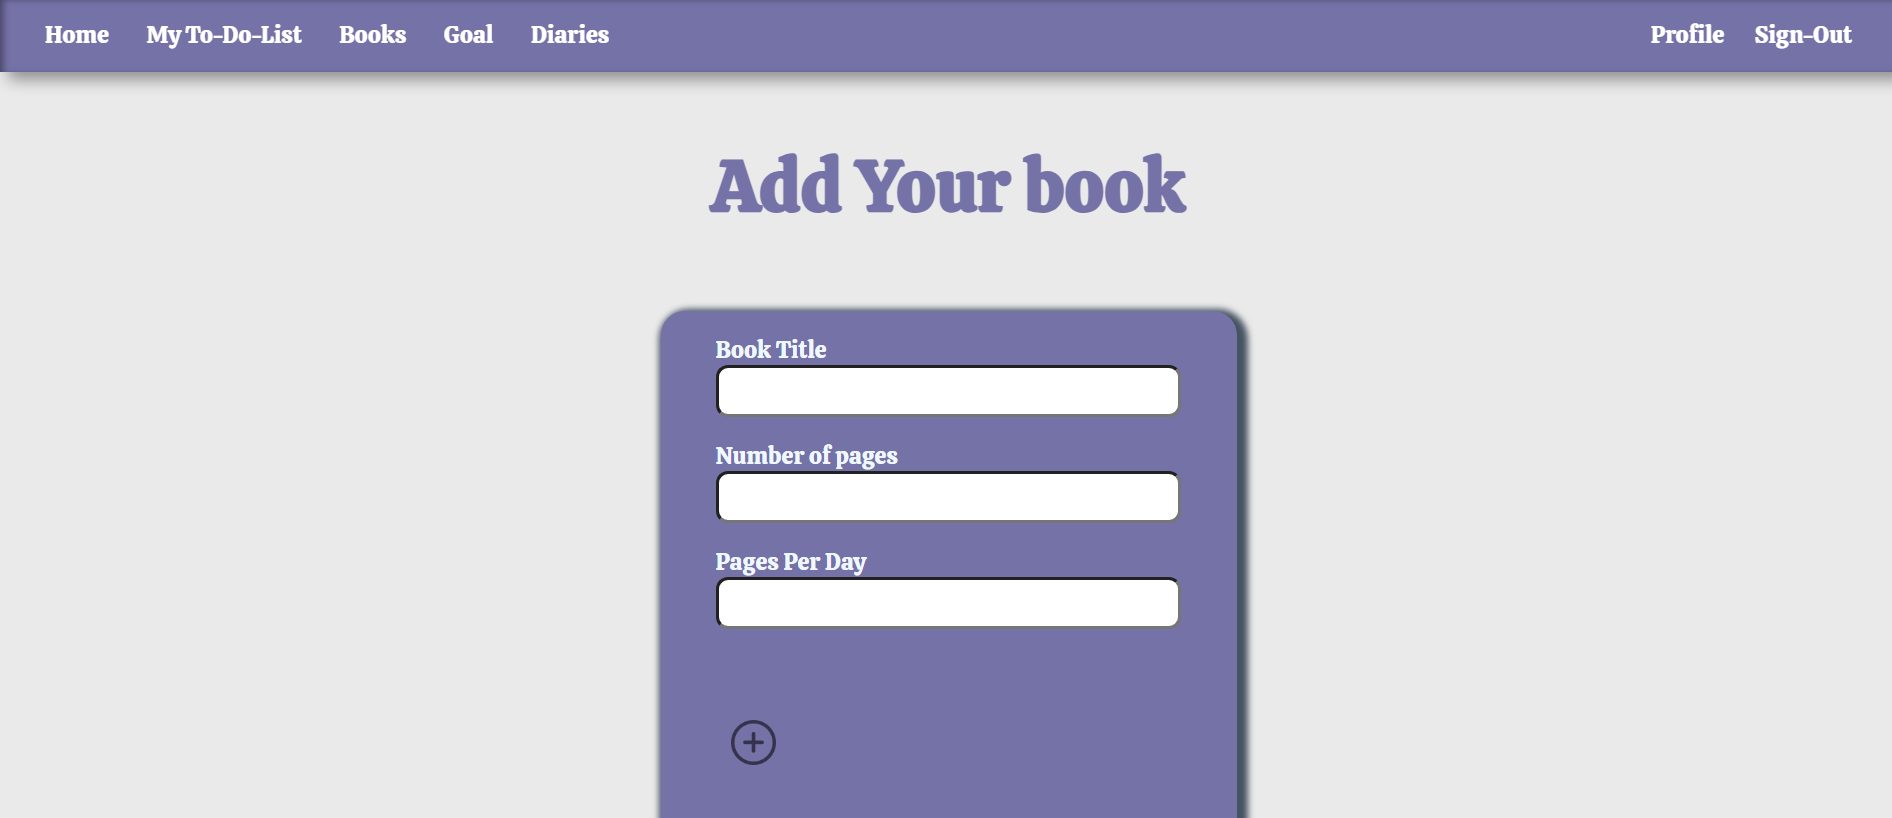 Home My To-Do-List Books Goal Diaries Profile Sign-Out
Add Your book
Book Title
Number of pages
Pages Per Day